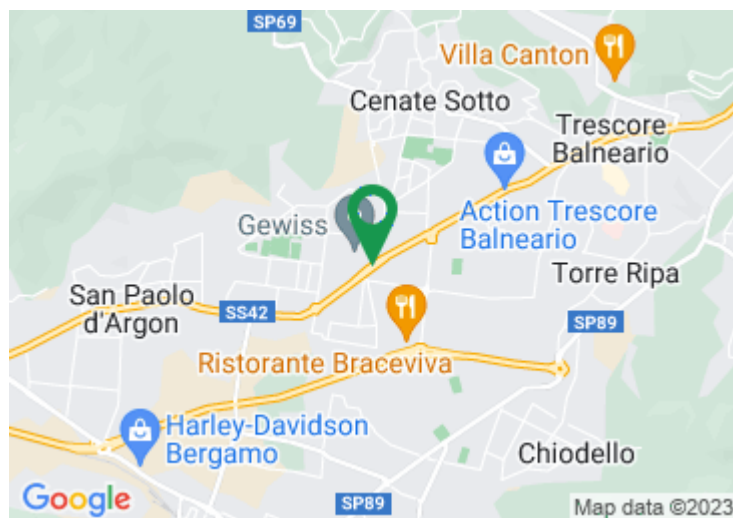 SP69
Villa Canton
Cenate Sotto
Trescore
Balneario
Action Trescore
Balneario
Gewiss
Torre Ripa
San Paolo
d'Argon
SS42
SP89
Ristorante Braceviva
Harley-Davidson
Bergamo
Chiodello
Google
SP89
Map data ©2023